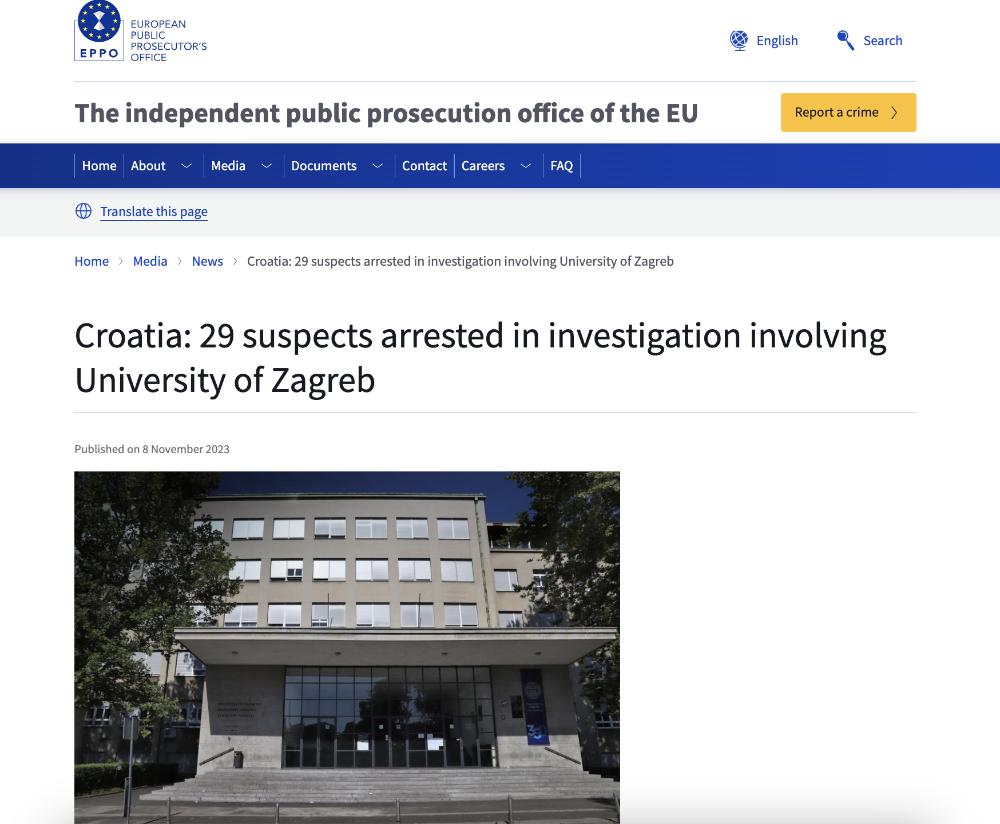 EPPO
EUROPEAN
PUBLIC
PROSECUTOR'S
OFFICE
English
Search
The independent public prosecution office of the EU
Report a crime
Home
About
Media
Documents
Contact
Careers
FAQ
Translate this page
Home
Media
News
Croatia: 29 suspects arrested in investigation involving University of Zagreb
Croatia: 29 suspects arrested in investigation involving
University of Zagreb
Published on 8 November 2023